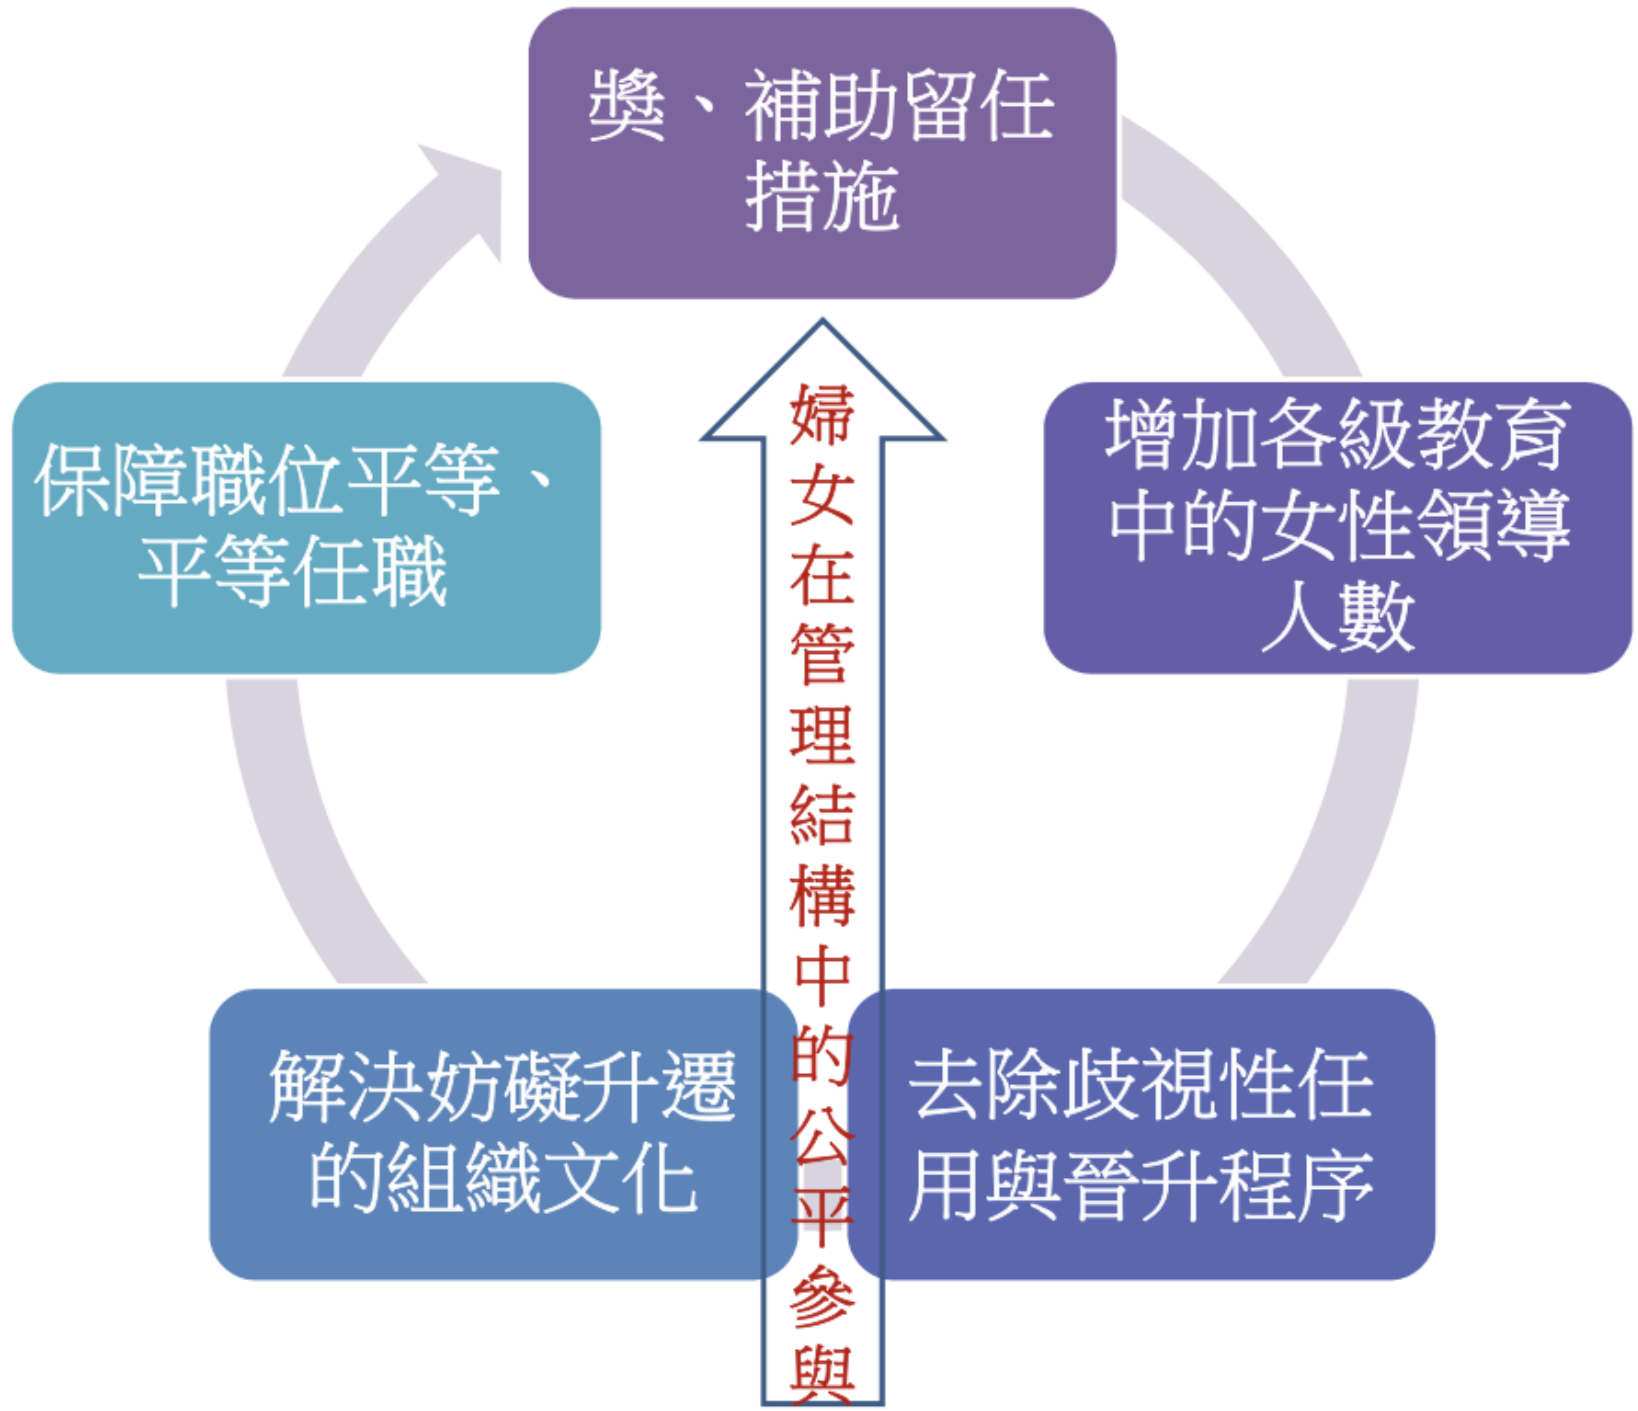 獎、補助留任
措施
增加各級教育
中的女性領導
人數
去除歧視性任
用與晉升程序
解決妨礙升遷
的組織文化
保障職位平等、
平等任職
婦女在管理結構中的公平參與